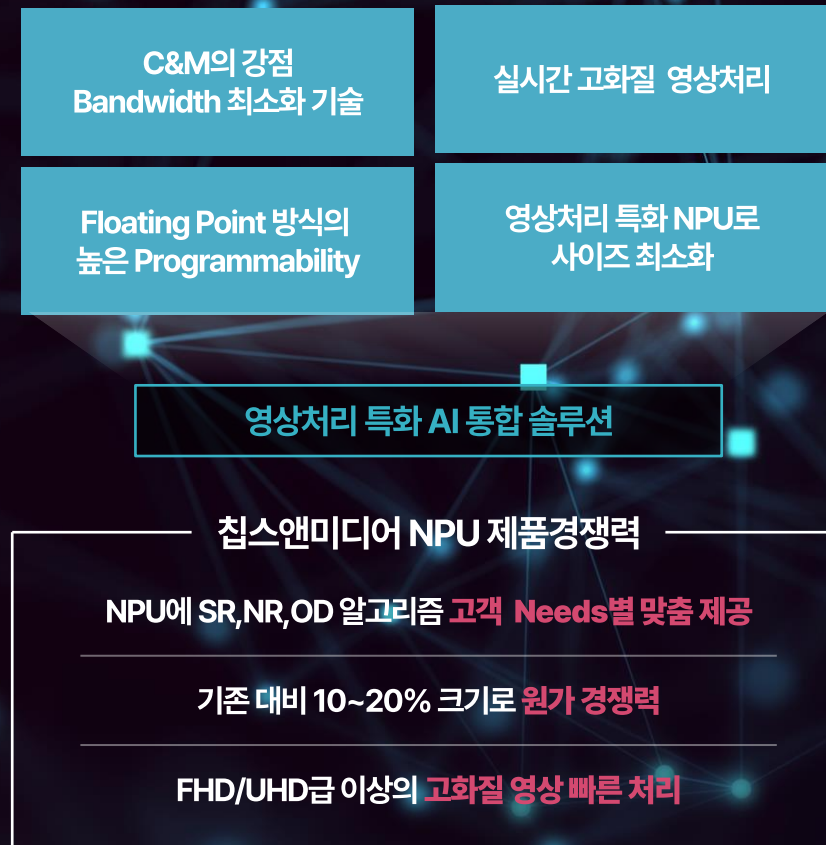 C&M의 강점
Bandwidth 최소화 기술
실시간 고화질 영상처리
Floating Point 방식의
높은 Programmability
영상처리 특화 NPU로
사이즈 최소화
영상처리 특화 AI 통합 솔루션
칩스앤미디어 NPU 제품경쟁력
NPU에 SR,NR,OD 알고리즘 고객 Needs별 맞춤 제공
기존 대비 10~20% 크기로 원가 경쟁력
FHD/UHD급 이상의 고화질 영상 빠른 처리